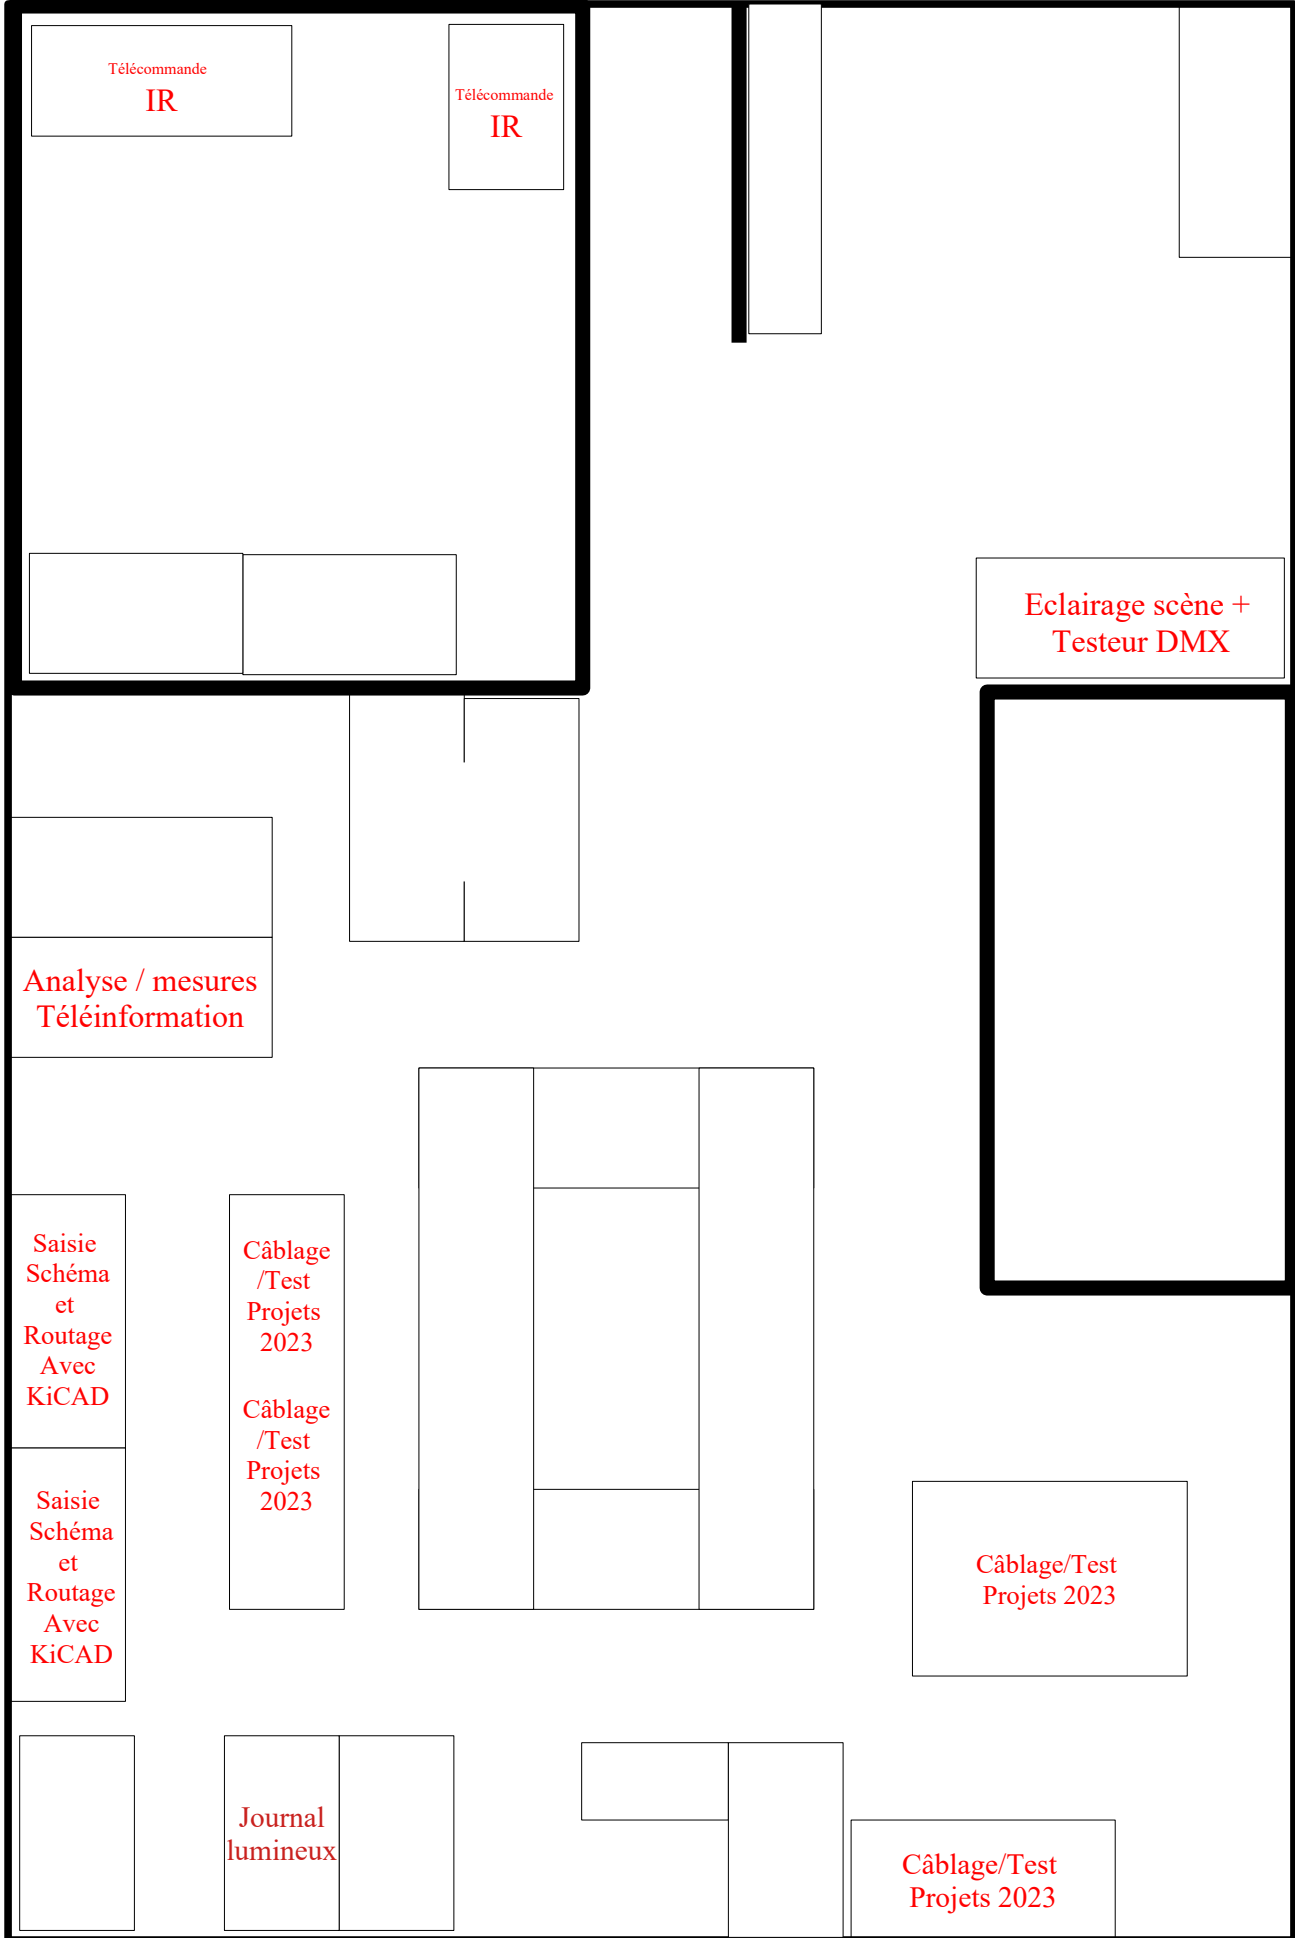 Télécommande
IR
Télécommande
IR
Eclairage scène +
Testeur DMX
Analyse / mesures
Téléinformation
Saisie
Schéma
et
Routage
Avec
KiCAD
Câblage
/Test
Projets
2023
Câblage
/Test
Projets
2023
Saisie
Schéma
et
Routage
Avec
KiCAD
Câblage/Test
Projets 2023
Journal
lumineux
Câblage/Test
Projets 2023